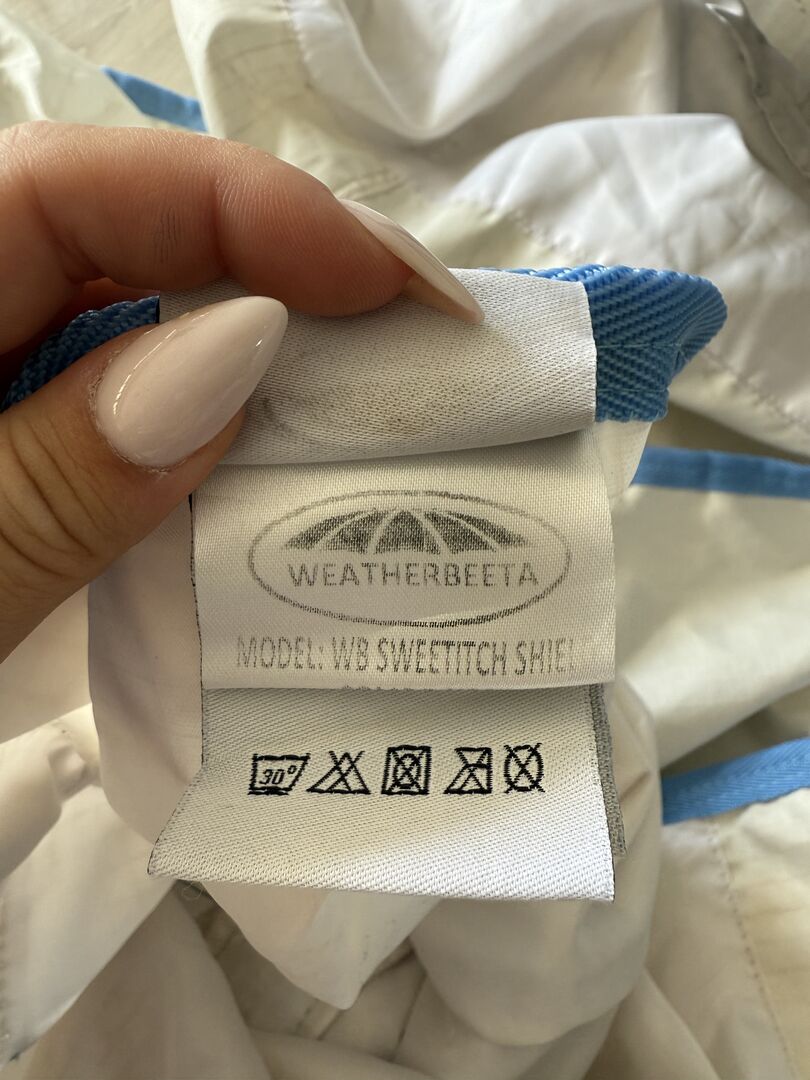 WEATHERBEETA
MODEL: WB SWEETITCH SHIEL
30°